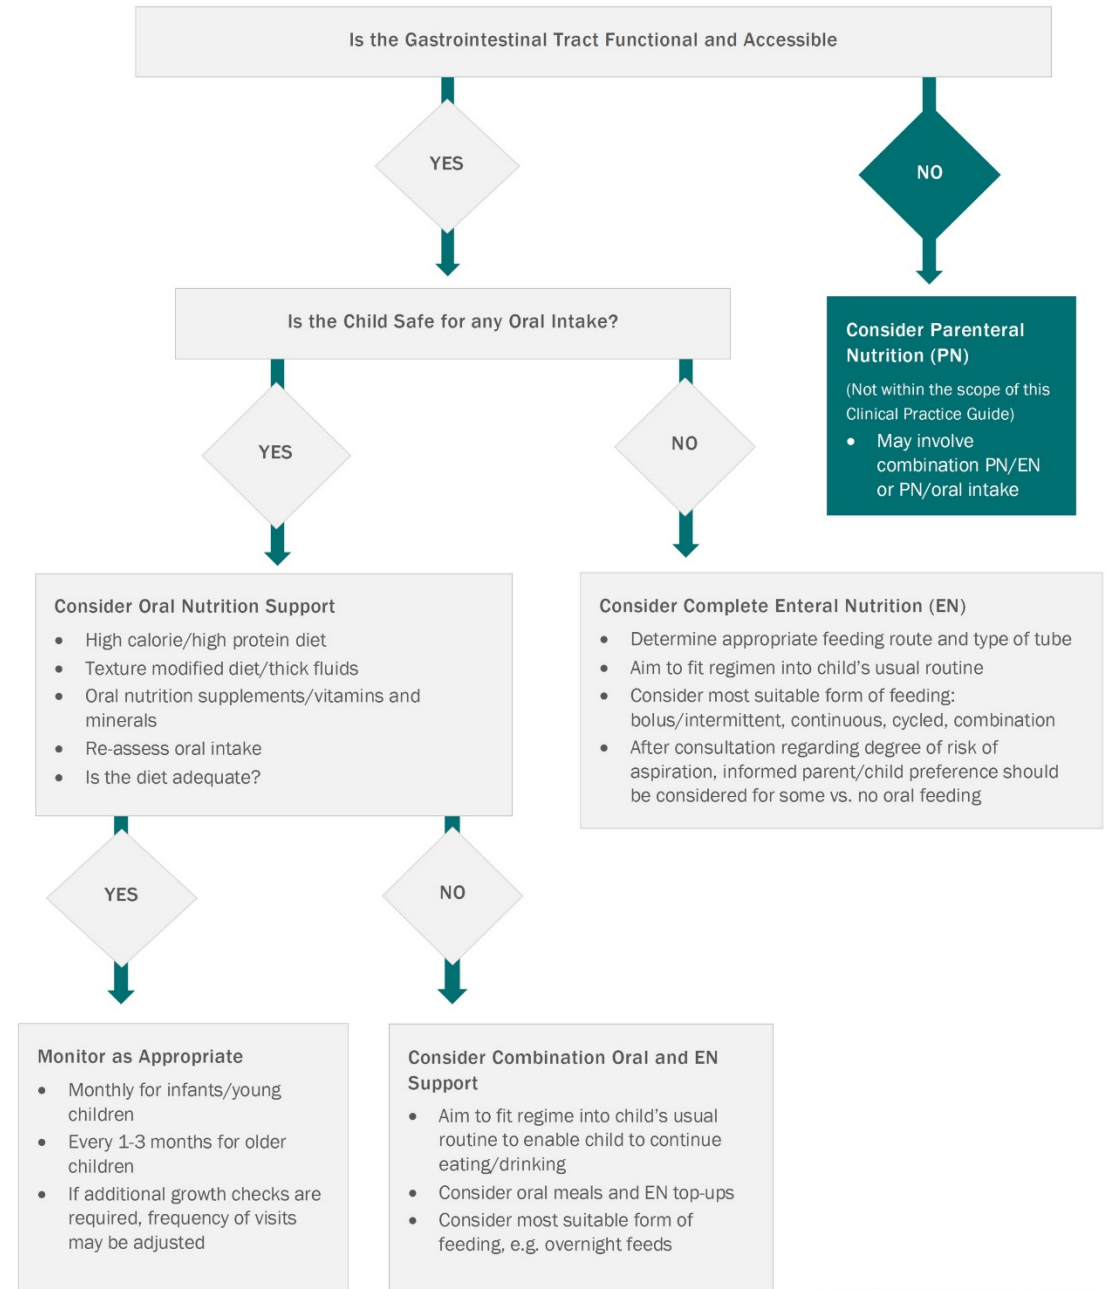 Is the Gastrointestinal Tract Functional and Accessible
YES
NO
Is the Child Safe for any Oral Intake?
Consider Parenteral
Nutrition (PN)
(Not within the scope of this
Clinical Practice Guide)
• May involve
combination PN/EN
or PN/oral intake
YES
NO
Consider Oral Nutrition Support
• High calorie/high protein diet
• Texture modified diet/thick fluids
• Oral nutrition supplements/vitamins and
minerals
• Re-assess oral intake
• Is the diet adequate?
Consider Complete Enteral Nutrition (EN)
• Determine appropriate feeding route and type of tube
• Aim to fit regimen into child's usual routine
• Consider most suitable form of feeding:
bolus/intermittent, continuous, cycled, combination
• After consultation regarding degree of risk of
aspiration, informed parent/child preference should
be considered for some vs. no oral feeding
YES
NO
Monitor as Appropriate
• Monthly for infants/young
children
• Every 1-3 months for older
children
• If additional growth checks are
required, frequency of visits
may be adjusted
Consider Combination Oral and EN
Support
• Aim to fit regime into child's usual
routine to enable child to continue
eating/drinking
• Consider oral meals and EN top-ups
• Consider most suitable form of
feeding, e.g. overnight feeds